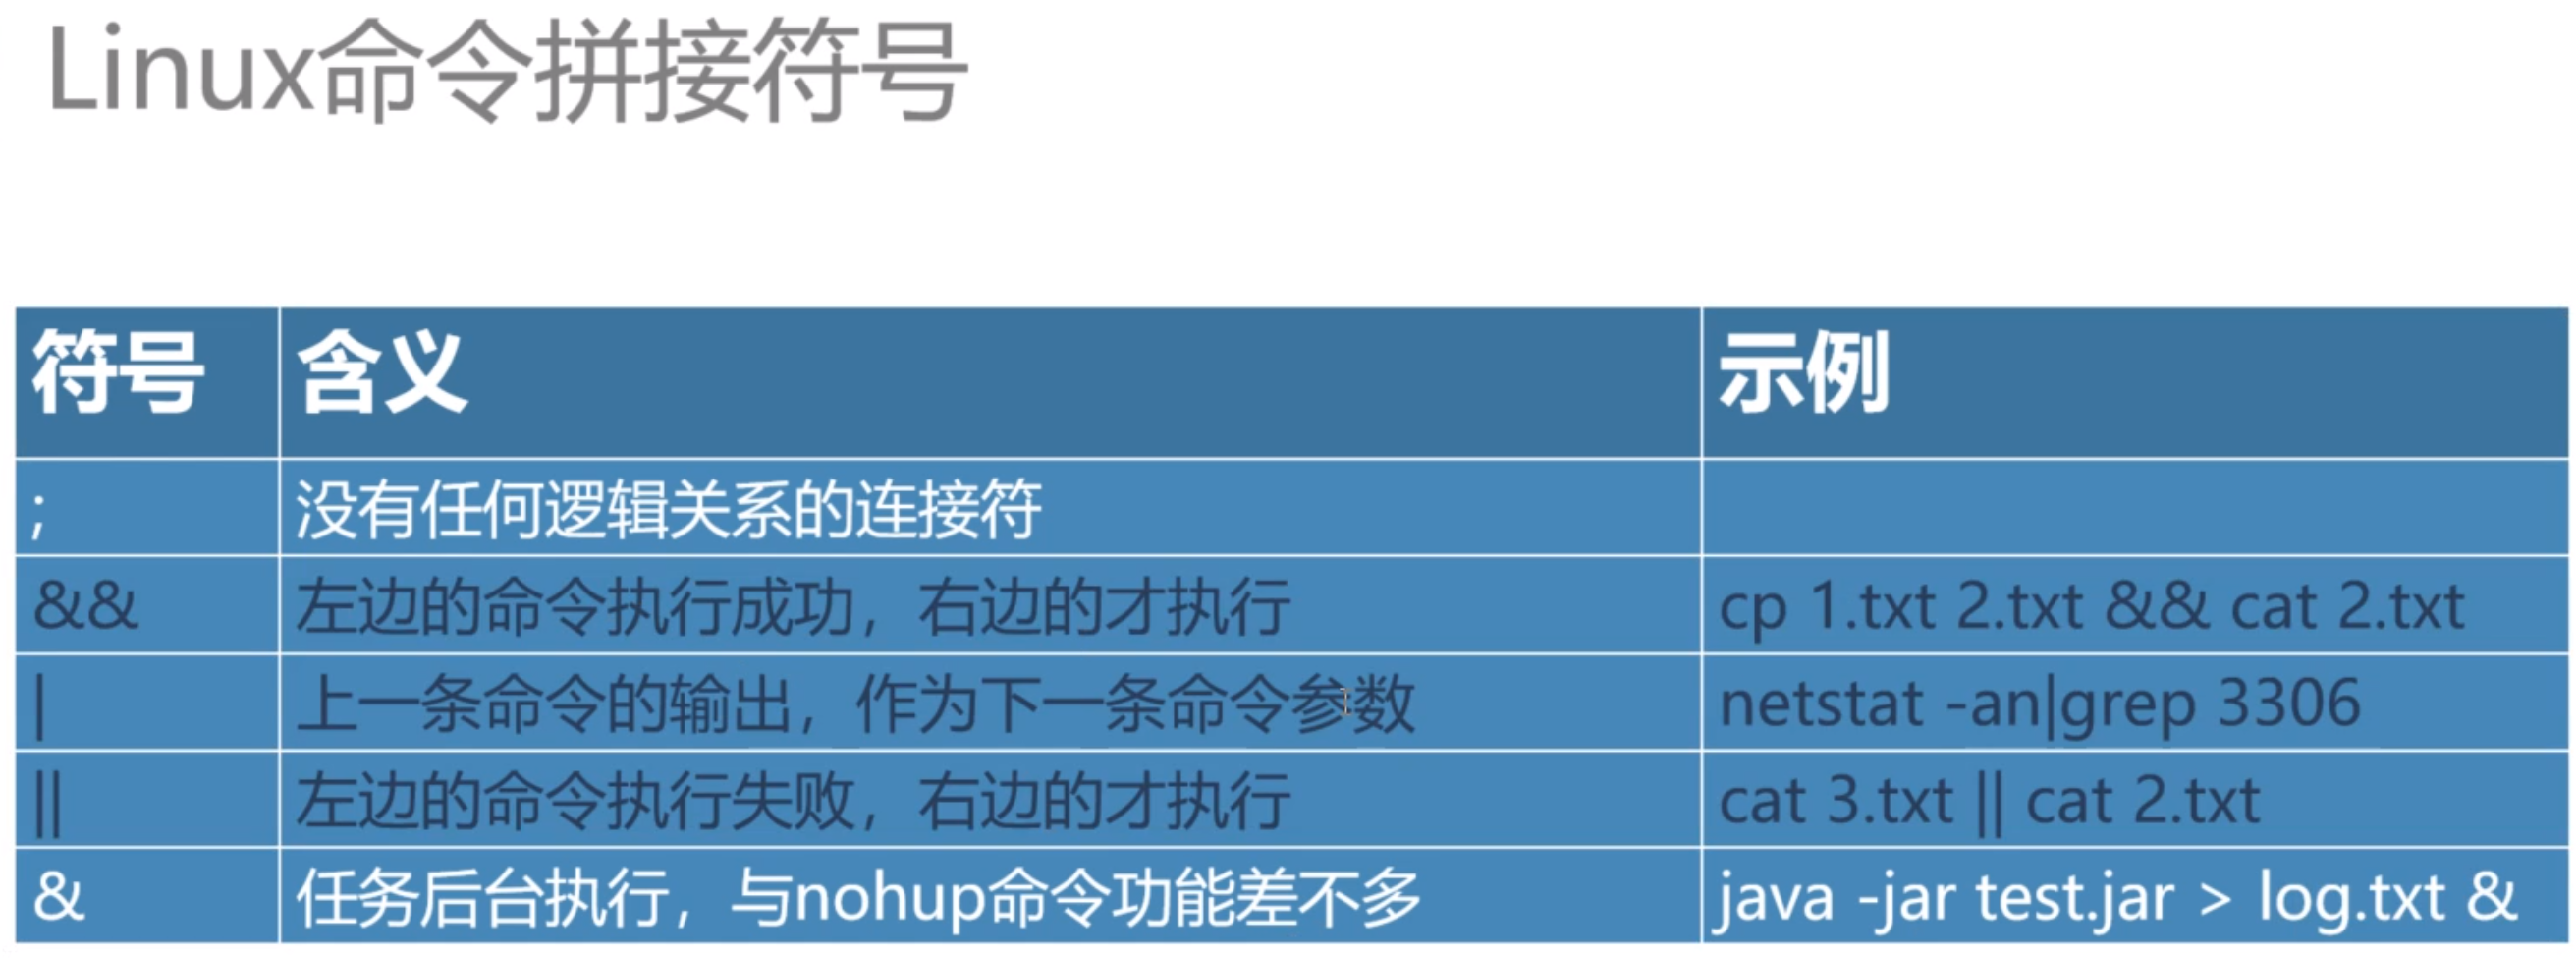 Linux命令拼接符号
符号 含义 示例
; 没有任何逻辑关系的连接符
&& 左边的命令执行成功，右边的才执行 cp 1.txt 2.txt && cat 2.txt
| 上一条命令的输出，作为下一条命令参数 netstat -an|grep 3306
|| 左边的命令执行失败，右边的才执行 cat 3.txt || cat 2.txt
& 任务后台执行，与nohup命令功能差不多 java -jar test.jar > log.txt &